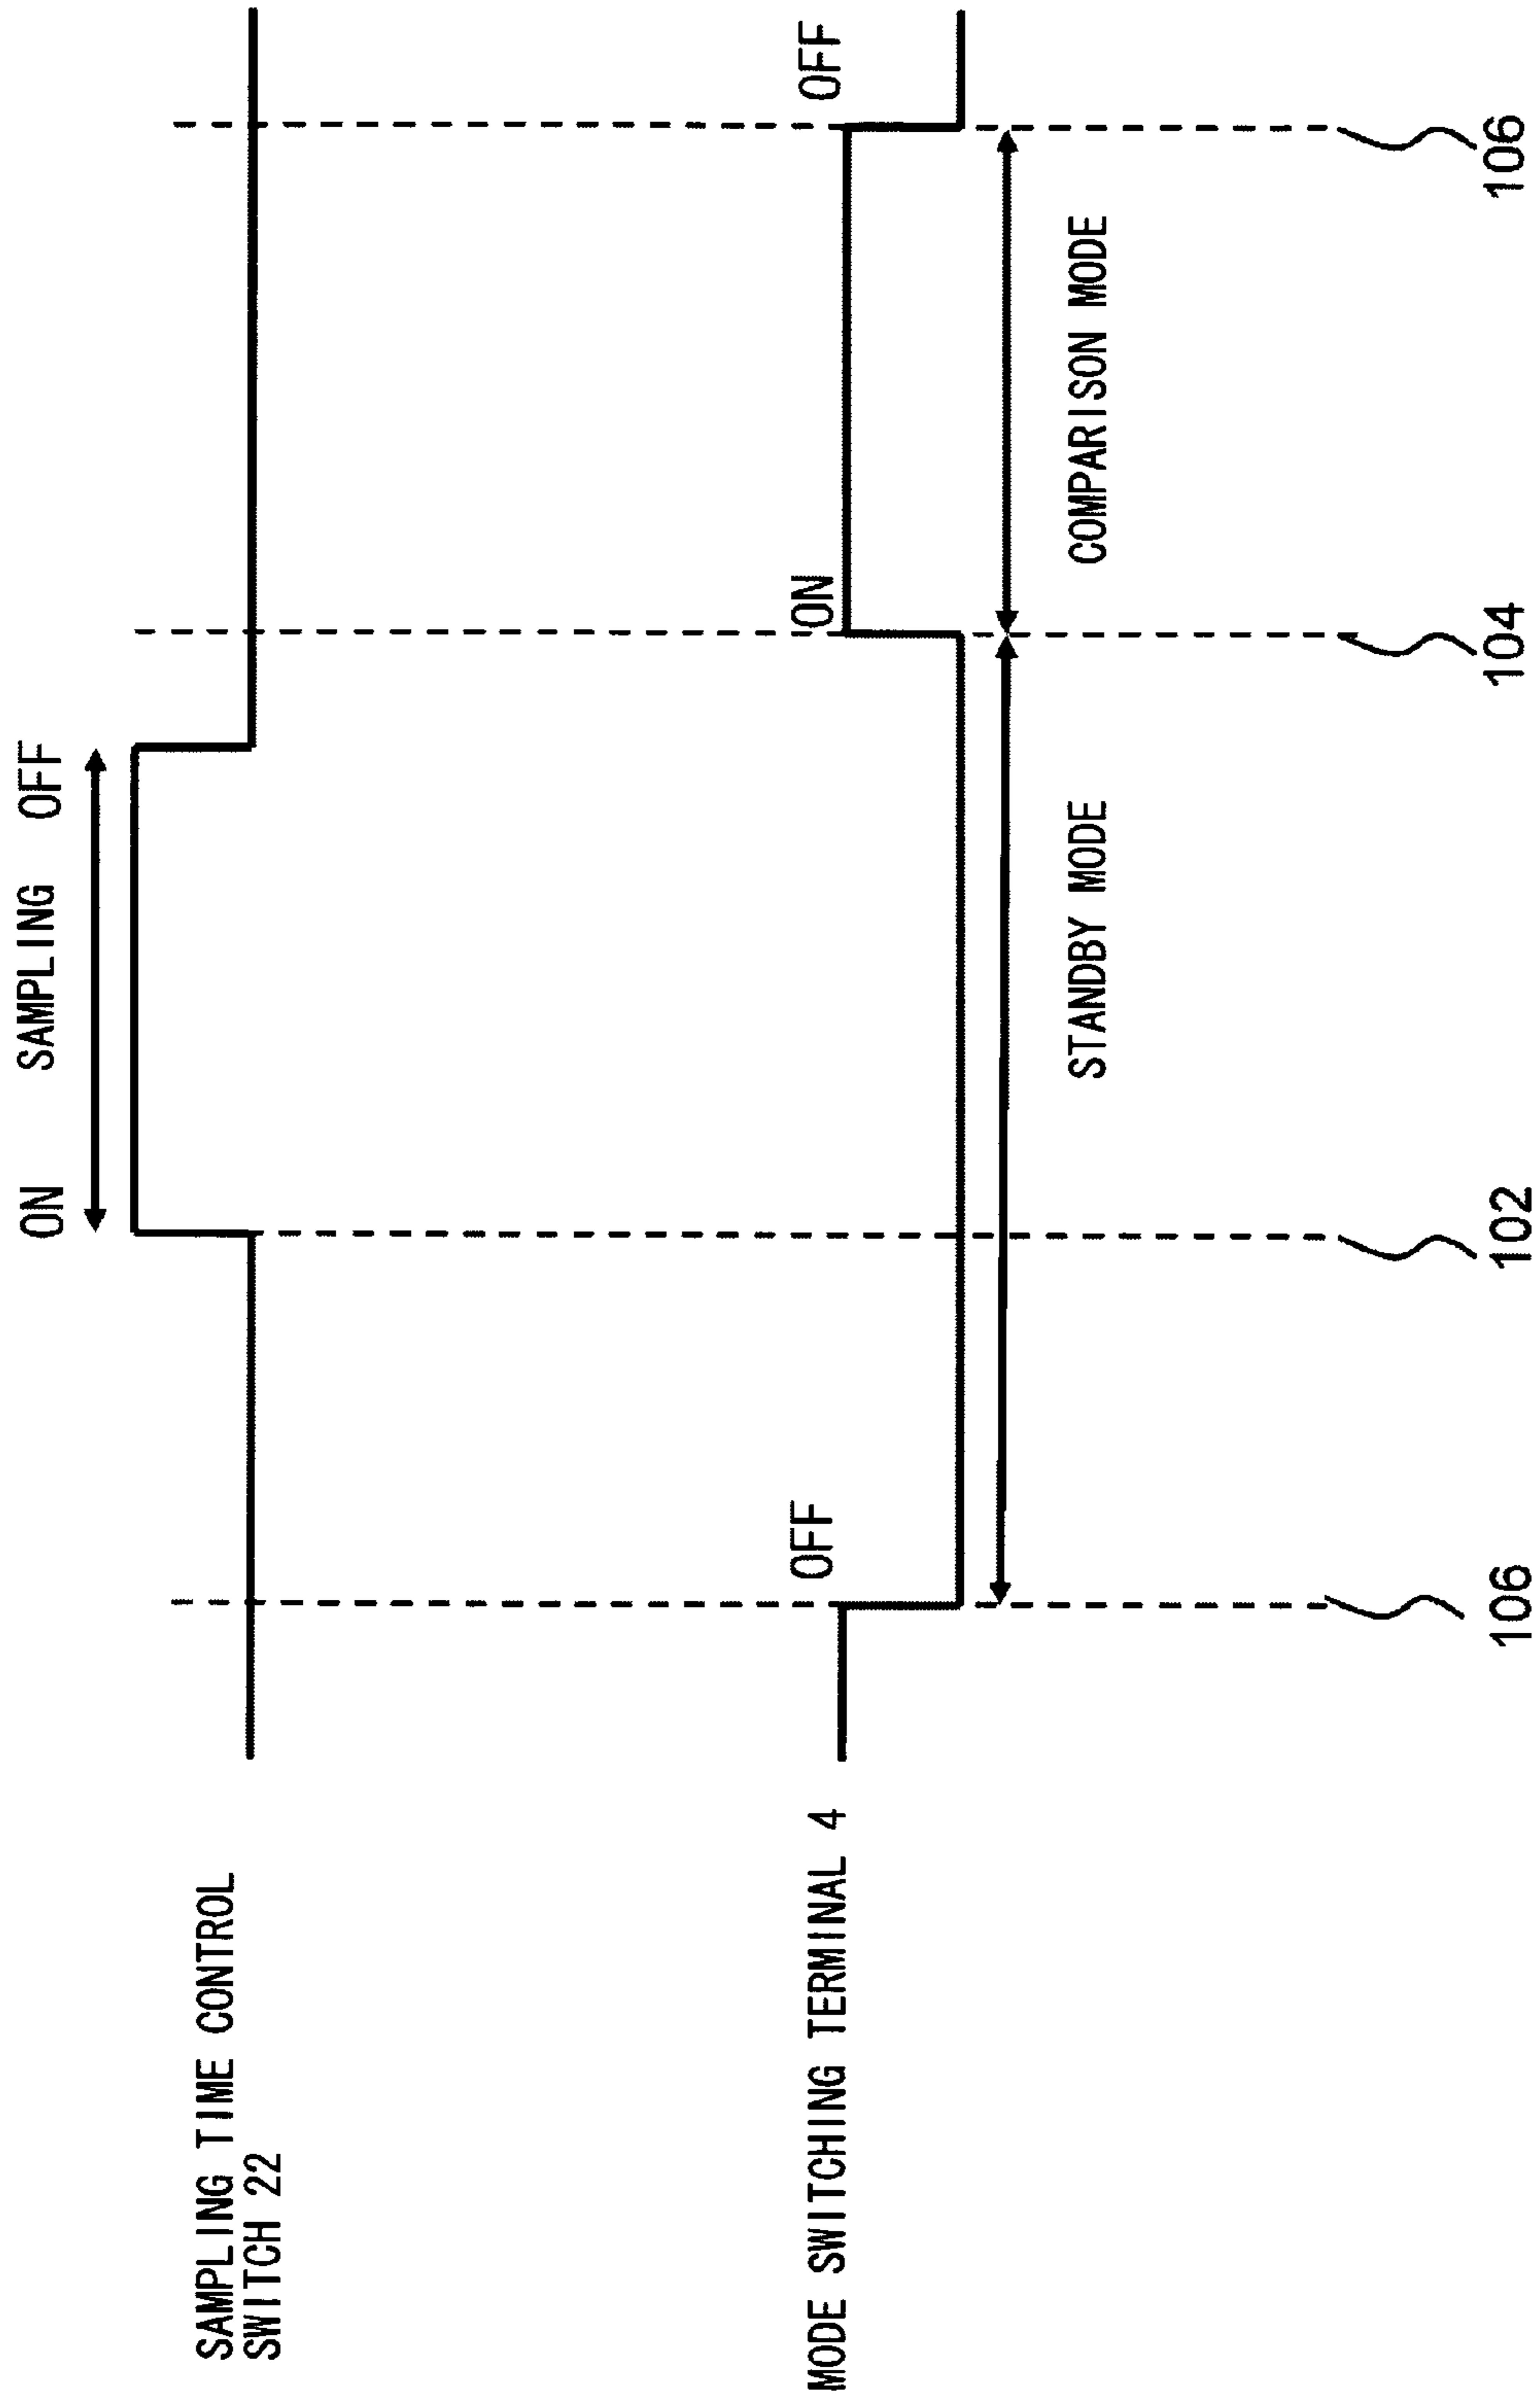 ON SAMPLING OFF
SAMPLING TIME CONTROL
SWITCH 22
OFF
ON
OFF
MODE SWITCHING TERMINAL 4
STANDBY MODE
COMPARISON MODE
106
102
104
106